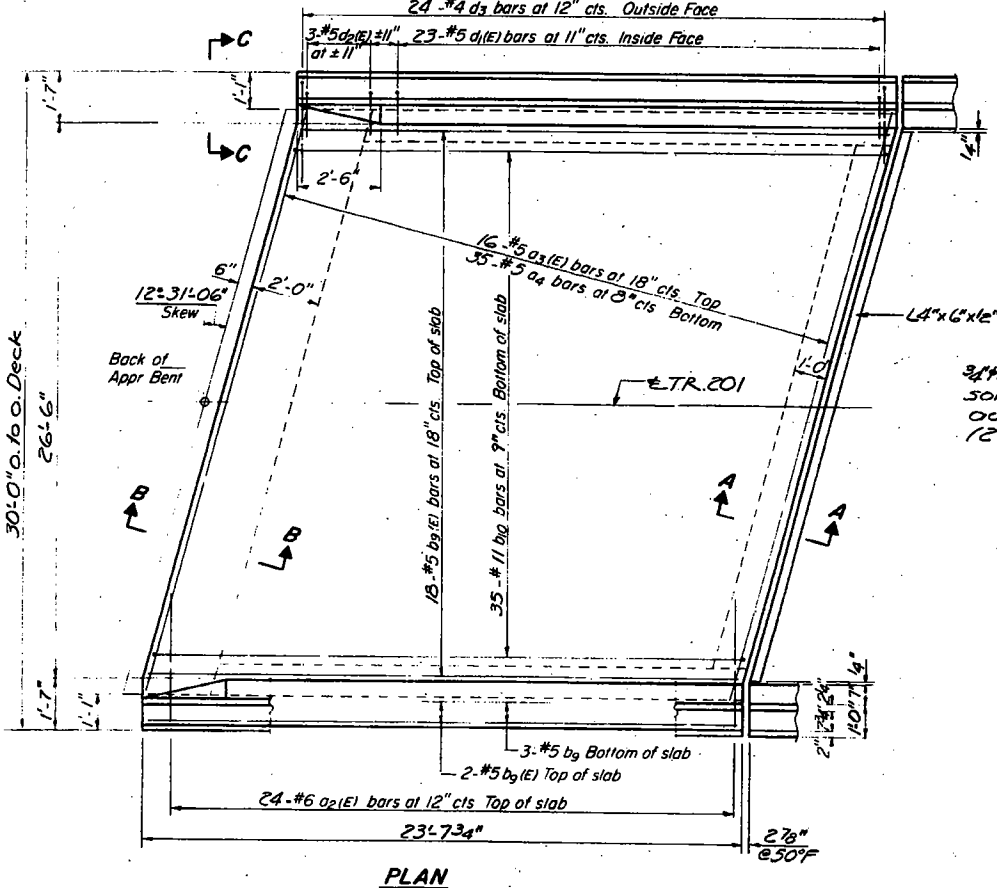 24-#4 d3 bars at 12" cts. Outside Face
3-#5 d2(E) ±11"
at ±11"
23-#5 d1(E) bars at 11" cts. Inside Face
C
C
1'-7"
1'-1"
1/4"
2'-6"
16-#5 a3(E) bars at 18" cts. Top
35-#5 a4 bars at 8" cts Bottom
6"
2'-0"
12°-31'-06"
Skew
L4"x6"x1/2"
1'-0"
Back of
Appr Bent
℄ T.R. 201
30'-0" o. to o. Deck
26'-6"
18-#5 b9(E) bars at 18" cts. Top of slab
35-#11 b10 bars at 9" cts. Bottom of slab
B
B
A
A
1'-7"
1'-1"
1'-0" 7" 1/4"
3-#5 b9 Bottom of slab
2-#5 b9(E) Top of slab
24-#6 a2(E) bars at 12" cts Top of slab
23'-7 3/4"
2 7/8"
@50°F
PLAN